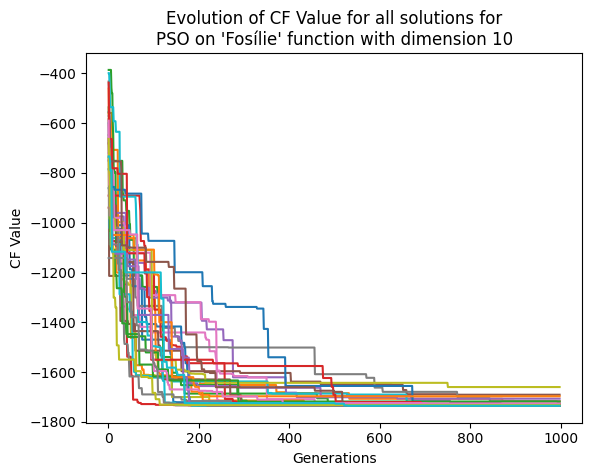 Evolution of CF Value for all solutions for
PSO on 'Fosílie' function with dimension 10
CF Value
−400
−600
−800
−1000
−1200
−1400
−1600
−1800
0 200 400 600 800 1000
Generations